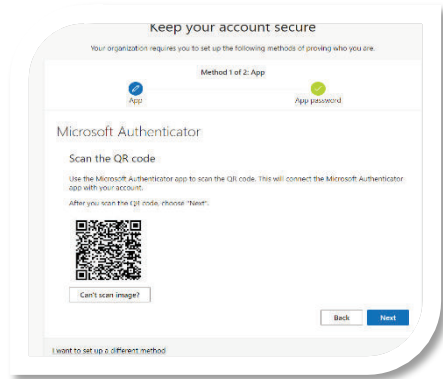 Keep your account secure
Your organization requires you to set up the following methods of proving who you are.
Method 1 of 2: App
App
App password
Microsoft Authenticator
Scan the QR code
Use the Microsoft Authenticator app to scan the QR code. This will connect the Microsoft Authenticator
app with your account.
After you scan the QR code, choose "Next".
Can't scan image?
Back
Next
I want to set up a different method